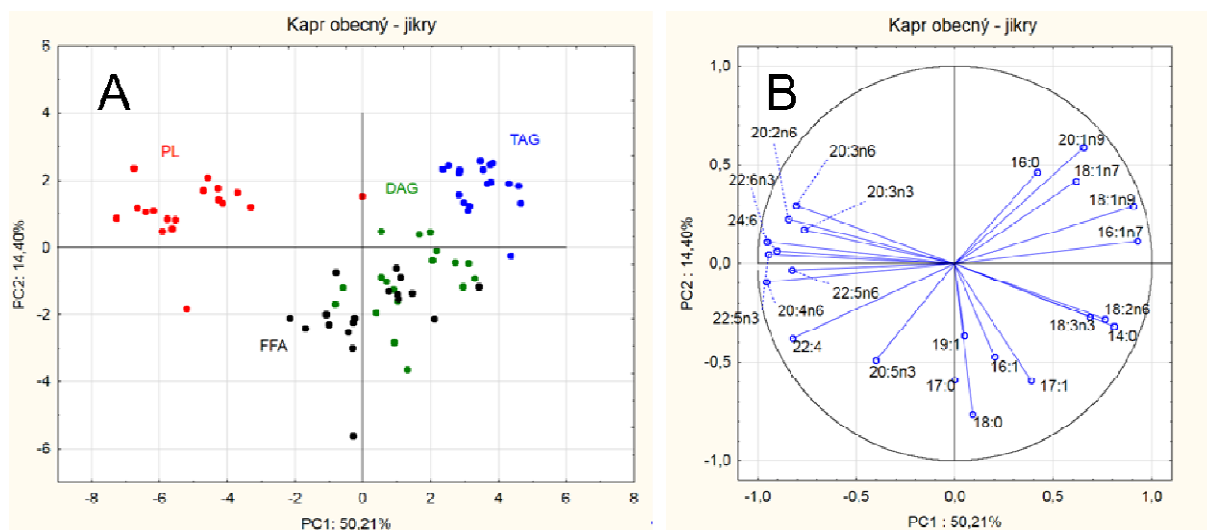 Kapr obecný - jikry
A
PL
TAG
DAG
FFA
6
4
2
0
-2
-4
-6
-8
-6
-4
-2
0
2
4
6
8
PC2: 14,40%
PC1: 50,21%
Kapr obecný - jikry
B
20:2n6
20:3n6
20:3n3
22:6n3
24:6
22:5n6
20:4n6
22:5n3
22:4
20:5n3
16:0
20:1n9
18:1n7
18:1n9
16:1n7
18:2n6
18:3n3
14:0
19:1
16:1
17:0
17:1
18:0
1,0
0,5
0,0
-0,5
-1,0
-1,0
-0,5
0,0
0,5
1,0
PC2 : 14,40%
PC1 : 50,21%